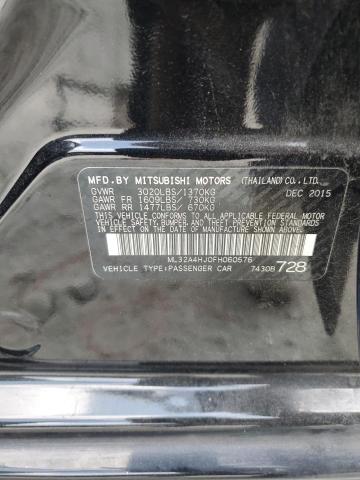 MFD.BY MITSUBISHI MOTORS (THAILAND)CO.,LTD.
GVWR 3020LBS/1370KG DEC 2015
GAWR FR 1609LBS/ 730KG
GAWR RR 1477LBS/ 670KG
THIS VEHICLE CONFORMS TO ALL APPLICABLE FEDERAL MOTOR
VEHICLE SAFETY, BUMPER, AND THEFT PREVENTION STANDARDS
IN EFFECT ON THE DATE OF MANUFACTURE SHOWN ABOVE.
ML32A4HJ0FH060576
VEHICLE TYPE:PASSENGER CAR 7430B 728